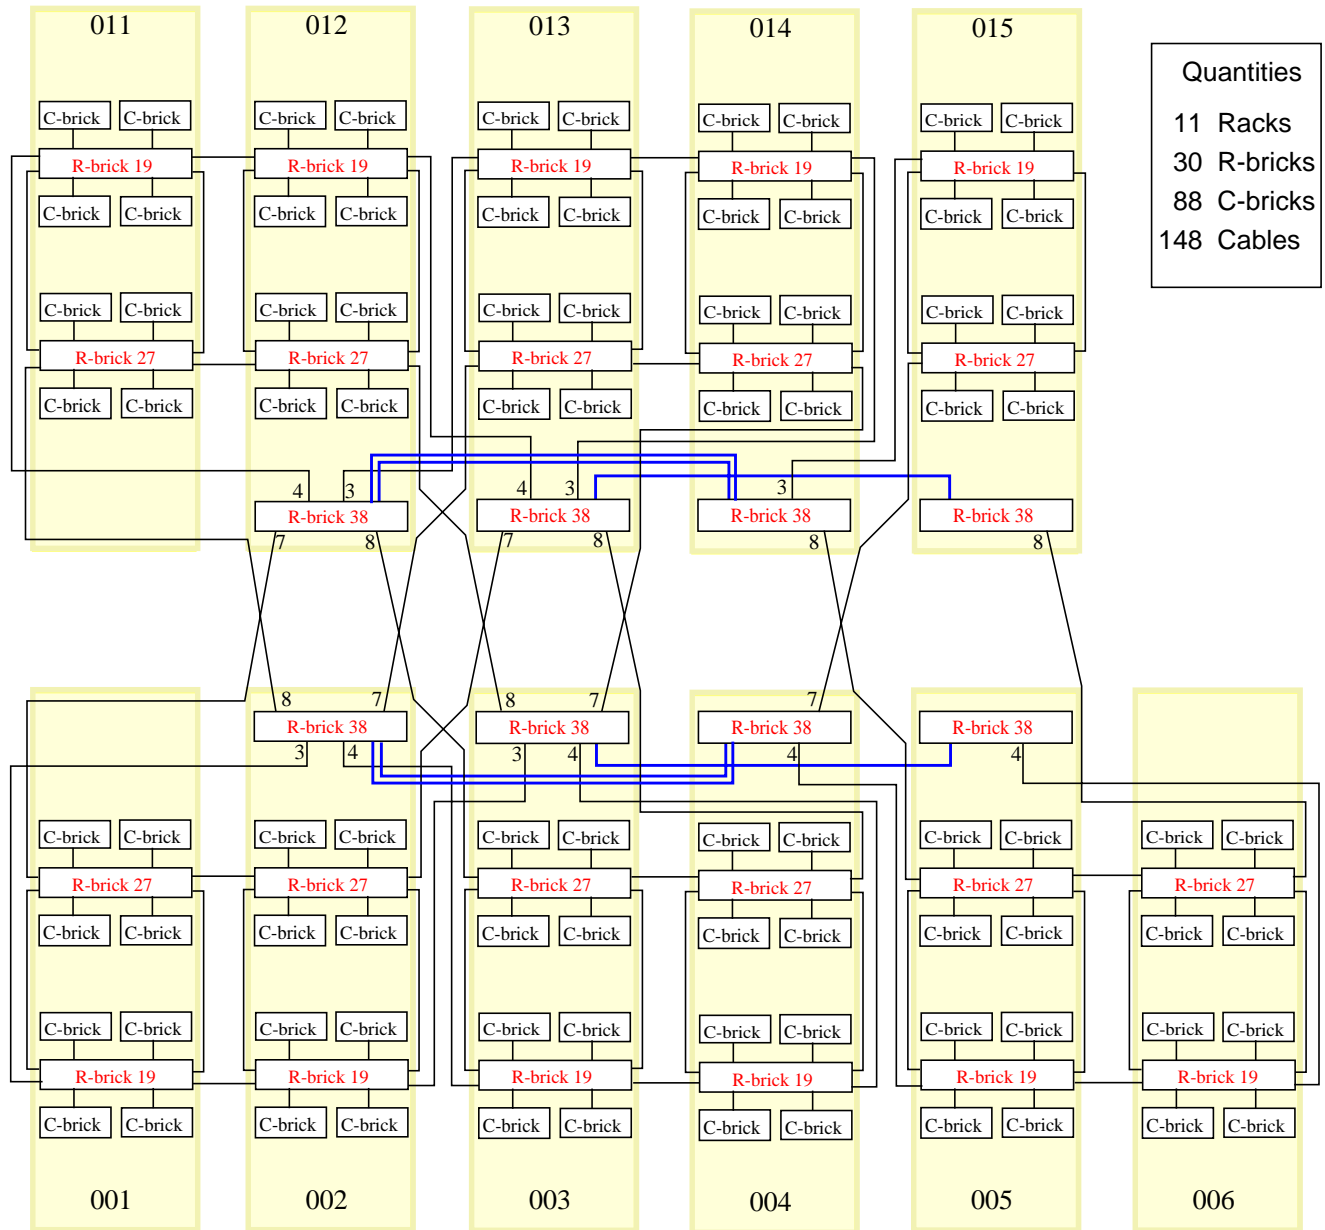 011 012 013 014 015
Quantities
11 Racks
30 R-bricks
88 C-bricks
148 Cables
C-brick C-brick C-brick C-brick C-brick C-brick C-brick C-brick C-brick C-brick
R-brick 19 R-brick 19 R-brick 19 R-brick 19 R-brick 19
C-brick C-brick C-brick C-brick C-brick C-brick C-brick C-brick C-brick C-brick
C-brick C-brick C-brick C-brick C-brick C-brick C-brick C-brick C-brick C-brick
R-brick 27 R-brick 27 R-brick 27 R-brick 27 R-brick 27
C-brick C-brick C-brick C-brick C-brick C-brick C-brick C-brick C-brick C-brick
4 3 4 3 3
R-brick 38 R-brick 38 R-brick 38 R-brick 38
7 8 7 8 8 8
8 7 8 7 7
R-brick 38 R-brick 38 R-brick 38 R-brick 38
3 4 3 4 4 4
C-brick C-brick C-brick C-brick C-brick C-brick C-brick C-brick C-brick C-brick C-brick C-brick
R-brick 27 R-brick 27 R-brick 27 R-brick 27 R-brick 27 R-brick 27
C-brick C-brick C-brick C-brick C-brick C-brick C-brick C-brick C-brick C-brick C-brick C-brick
C-brick C-brick C-brick C-brick C-brick C-brick C-brick C-brick C-brick C-brick C-brick C-brick
R-brick 19 R-brick 19 R-brick 19 R-brick 19 R-brick 19 R-brick 19
C-brick C-brick C-brick C-brick C-brick C-brick C-brick C-brick C-brick C-brick C-brick C-brick
001 002 003 004 005 006